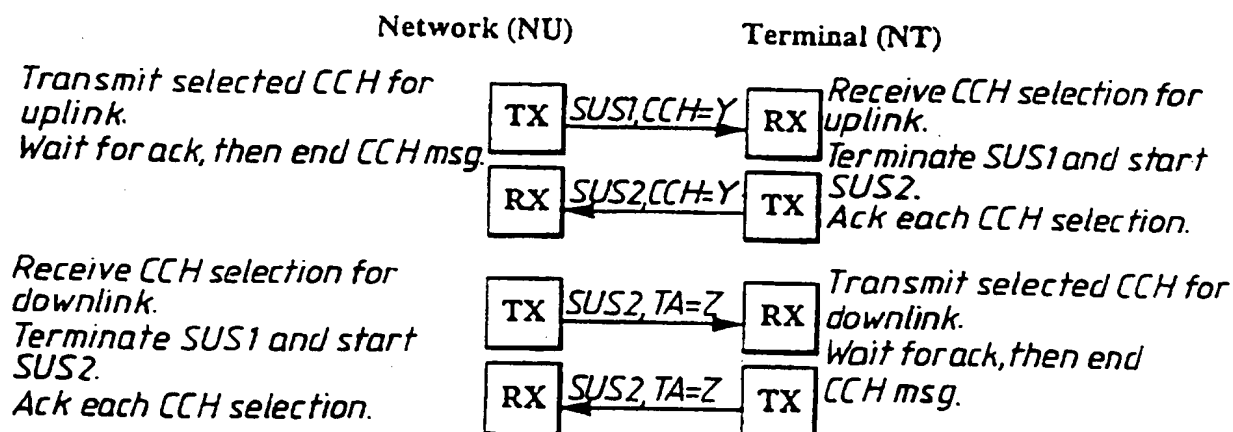 Network (NU)
Terminal (NT)
Transmit selected CCH for
uplink.
Wait for ack, then end CCH msg.
TX
SUS1,CCH=Y
RX
Receive CCH selection for
uplink.
Terminate SUS1 and start
SUS2.
Ack each CCH selection.
RX
SUS2,CCH=Y
TX
Receive CCH selection for
downlink.
Terminate SUS1 and start
SUS2.
Ack each CCH selection.
TX
SUS2, TA=Z
RX
Transmit selected CCH for
downlink.
Wait for ack, then end
CCH msg.
RX
SUS2, TA=Z
TX